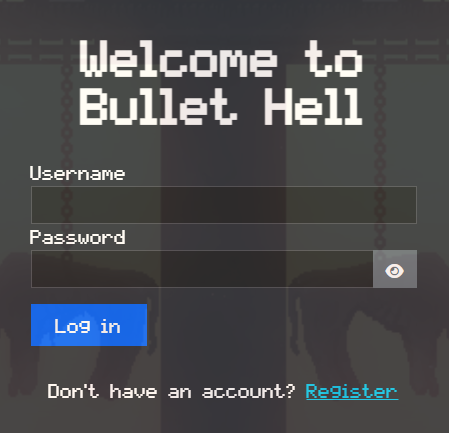 Welcome to
Bullet Hell
Username
Password
Log in
Don't have an account? Register